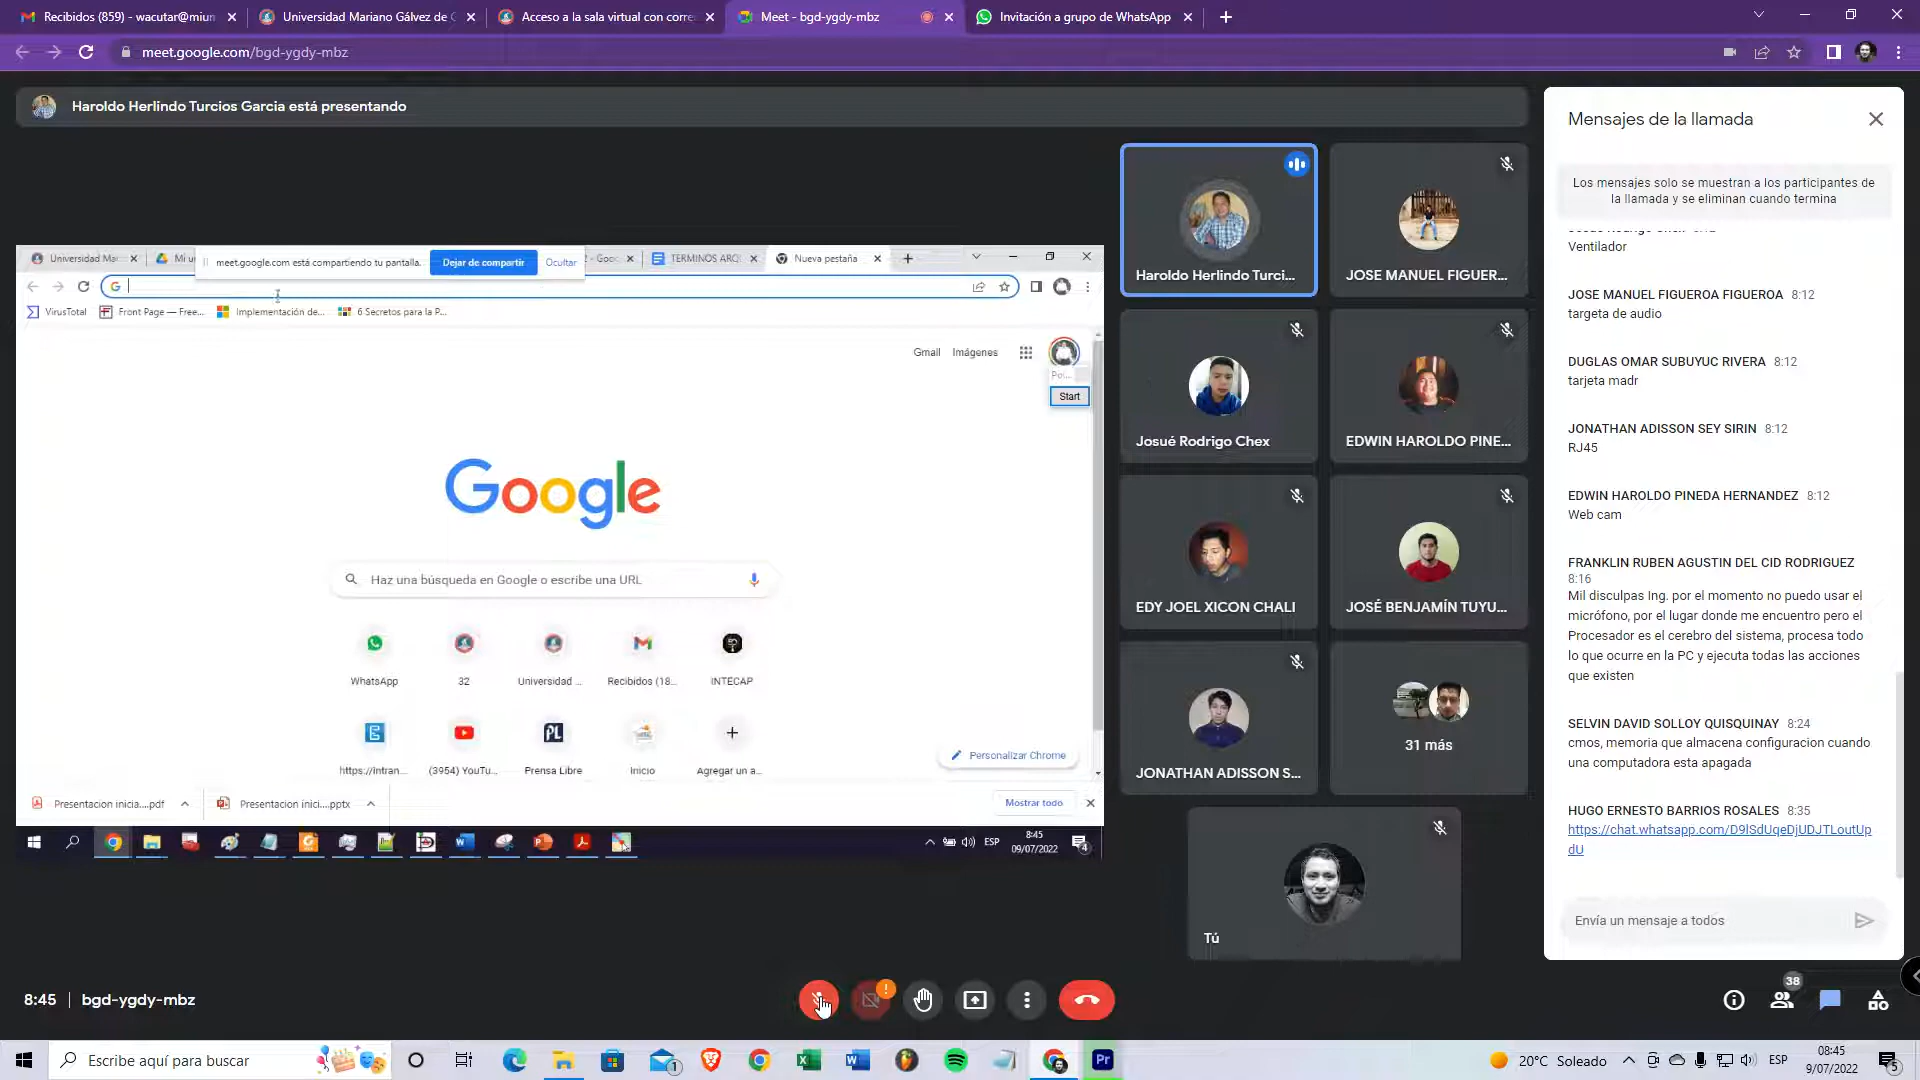 Recibidos (859) - wacutar@miun
Universidad Mariano Gálvez de G
Acceso a la sala virtual con corre
Meet - bgd-ygdy-mbz
Invitación a grupo de WhatsApp
meet.google.com/bgd-ygdy-mbz
Haroldo Herlindo Turcios Garcia está presentando
Universidad Ma
Mi u
meet.google.com está compartiendo tu pantalla.
Dejar de compartir
Ocultar
- Goo
TERMINOS ARQ
Nueva pestaña
VirusTotal
Front Page — Free...
Implementación de...
6 Secretos para la P...
Gmail
Imágenes
Start
Google
Haz una búsqueda en Google o escribe una URL
WhatsApp
32
Universidad ...
Recibidos (18...
INTECAP
https://intran...
(3954) YouTu...
Prensa Libre
Inicio
Agregar un a...
Personalizar Chrome
Presentacion inicia....pdf
Presentacion inici....pptx
Mostrar todo
ESP
8:45
09/07/2022
4
Haroldo Herlindo Turci...
JOSE MANUEL FIGUER...
Josué Rodrigo Chex
EDWIN HAROLDO PINE...
EDY JOEL XICON CHALI
JOSÉ BENJAMÍN TUYU...
JONATHAN ADISSON S...
31 más
Tú
Mensajes de la llamada
Los mensajes solo se muestran a los participantes de
la llamada y se eliminan cuando termina
Ventilador
JOSE MANUEL FIGUEROA FIGUEROA 8:12
targeta de audio
DUGLAS OMAR SUBUYUC RIVERA 8:12
tarjeta madr
JONATHAN ADISSON SEY SIRIN 8:12
RJ45
EDWIN HAROLDO PINEDA HERNANDEZ 8:12
Web cam
FRANKLIN RUBEN AGUSTIN DEL CID RODRIGUEZ
8:16
Mil disculpas Ing. por el momento no puedo usar el
micrófono, por el lugar donde me encuentro pero el
Procesador es el cerebro del sistema, procesa todo
lo que ocurre en la PC y ejecuta todas las acciones
que existen
SELVIN DAVID SOLLOY QUISQUINAY 8:24
cmos, memoria que almacena configuracion cuando
una computadora esta apagada
HUGO ERNESTO BARRIOS ROSALES 8:35
https://chat.whatsapp.com/D9lSdUqeDjUDJTLoutUp
dU
Envía un mensaje a todos
8:45 | bgd-ygdy-mbz
38
Escribe aquí para buscar
1
Pr
20°C Soleado
ESP
08:45
9/07/2022
5